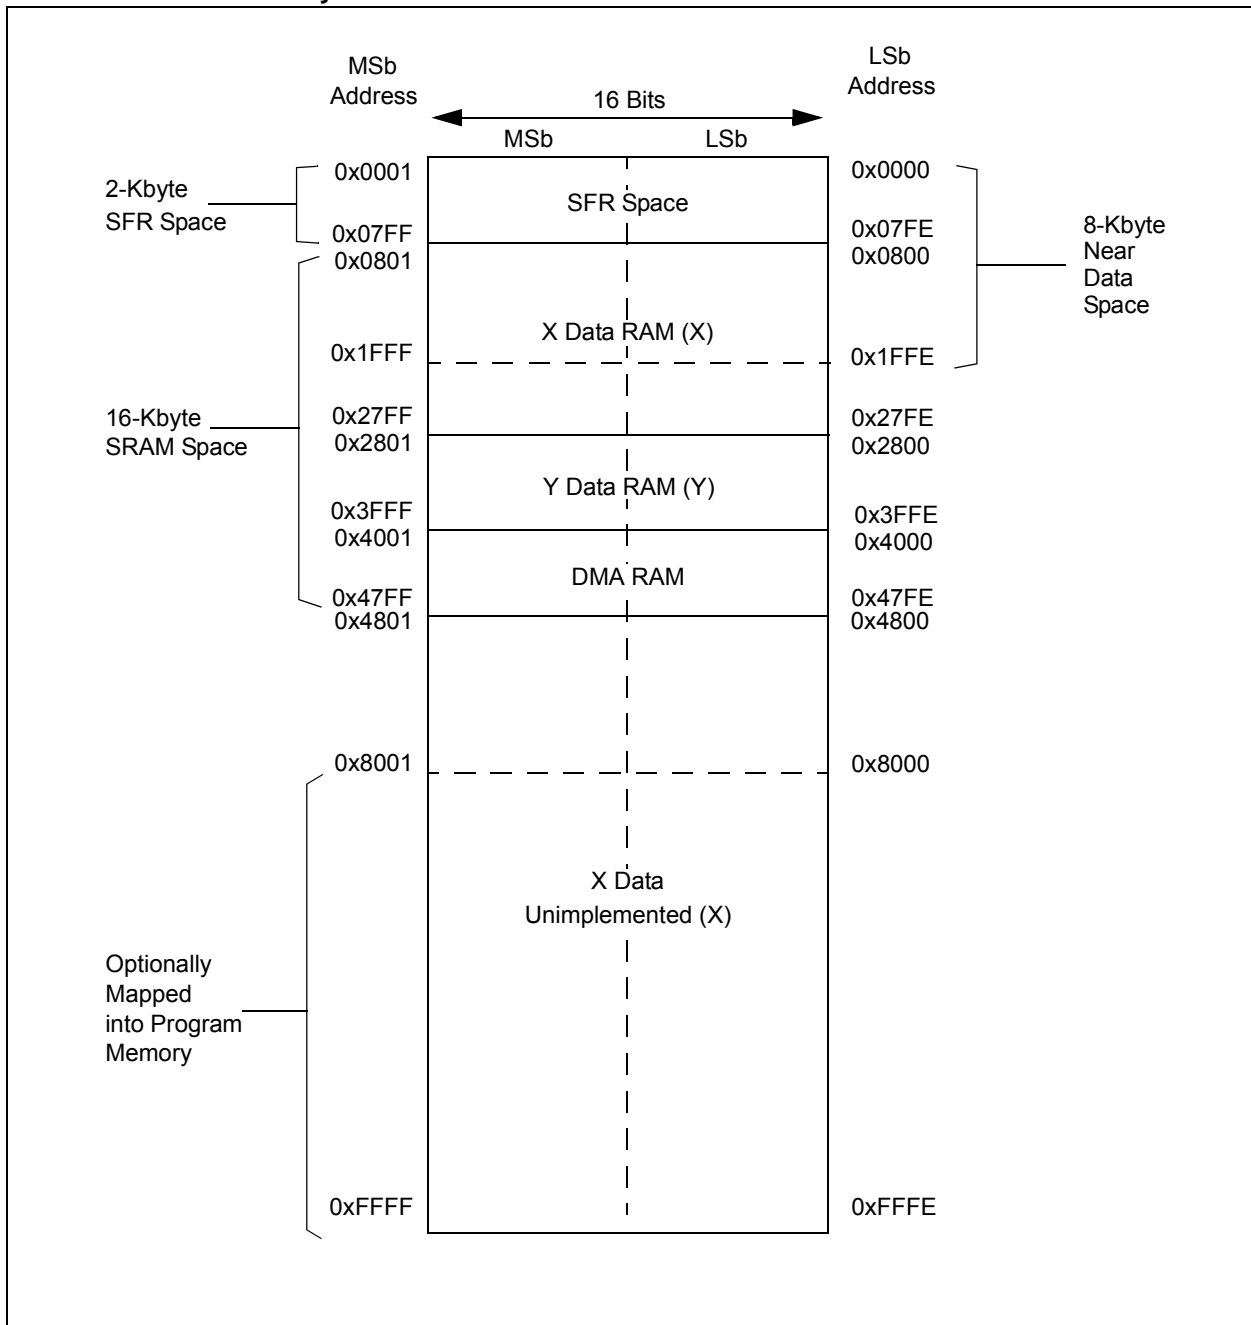 MSb
Address
LSb
Address
16 Bits
MSb
LSb
0x0001
0x0000
2-Kbyte
SFR Space
SFR Space
0x07FF
0x07FE
0x0801
0x0800
8-Kbyte
Near
Data
Space
X Data RAM (X)
0x1FFF
0x1FFE
16-Kbyte
SRAM Space
0x27FF
0x27FE
0x2801
0x2800
Y Data RAM (Y)
0x3FFF
0x3FFE
0x4001
0x4000
DMA RAM
0x47FF
0x47FE
0x4801
0x4800
0x8001
0x8000
X Data
Unimplemented (X)
Optionally
Mapped
into Program
Memory
0xFFFF
0xFFFE